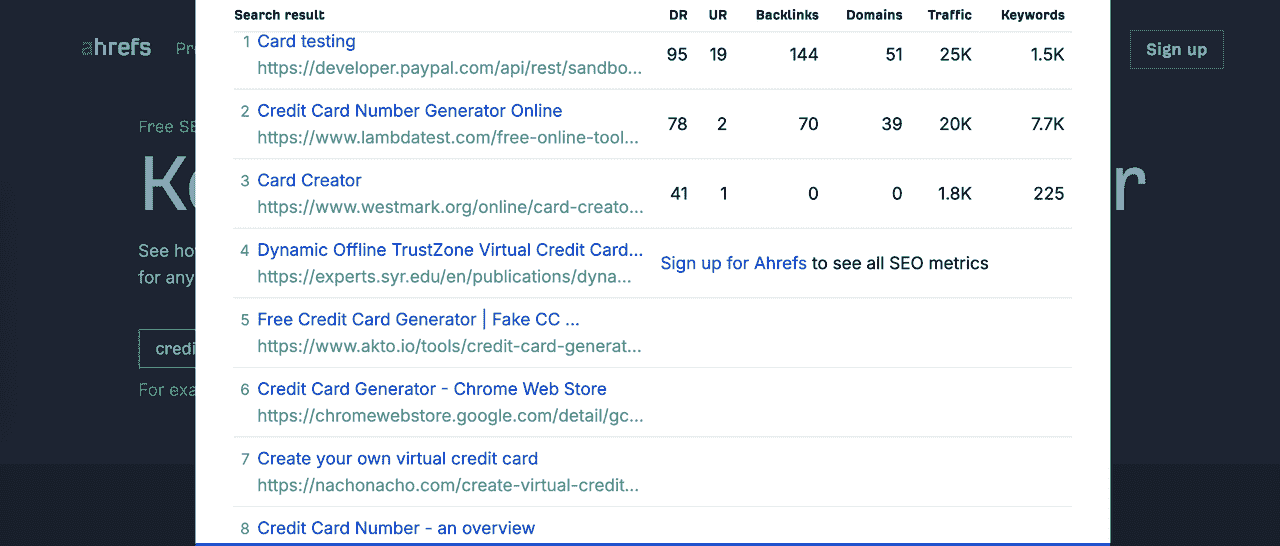 Search result DR UR Backlinks Domains Traffic Keywords
ahrefs Sign up
1 Card testing
https://developer.paypal.com/api/rest/sandbo... 95 19 144 51 25K 1.5K
2 Credit Card Number Generator Online
Free SE
https://www.lambdatest.com/free-online-tool... 78 2 70 39 20K 7.7K
3 Card Creator
https://www.westmark.org/online/card-creato... 41 1 0 0 1.8K 225
See ho
4 Dynamic Offline TrustZone Virtual Credit Card...
https://experts.syr.edu/en/publications/dyna... Sign up for Ahrefs to see all SEO metrics
for any
5 Free Credit Card Generator | Fake CC ...
https://www.akto.io/tools/credit-card-generat...
credi
6 Credit Card Generator - Chrome Web Store
For exa
https://chromewebstore.google.com/detail/gc...
7 Create your own virtual credit card
https://nachonacho.com/create-virtual-credit...
8 Credit Card Number - an overview